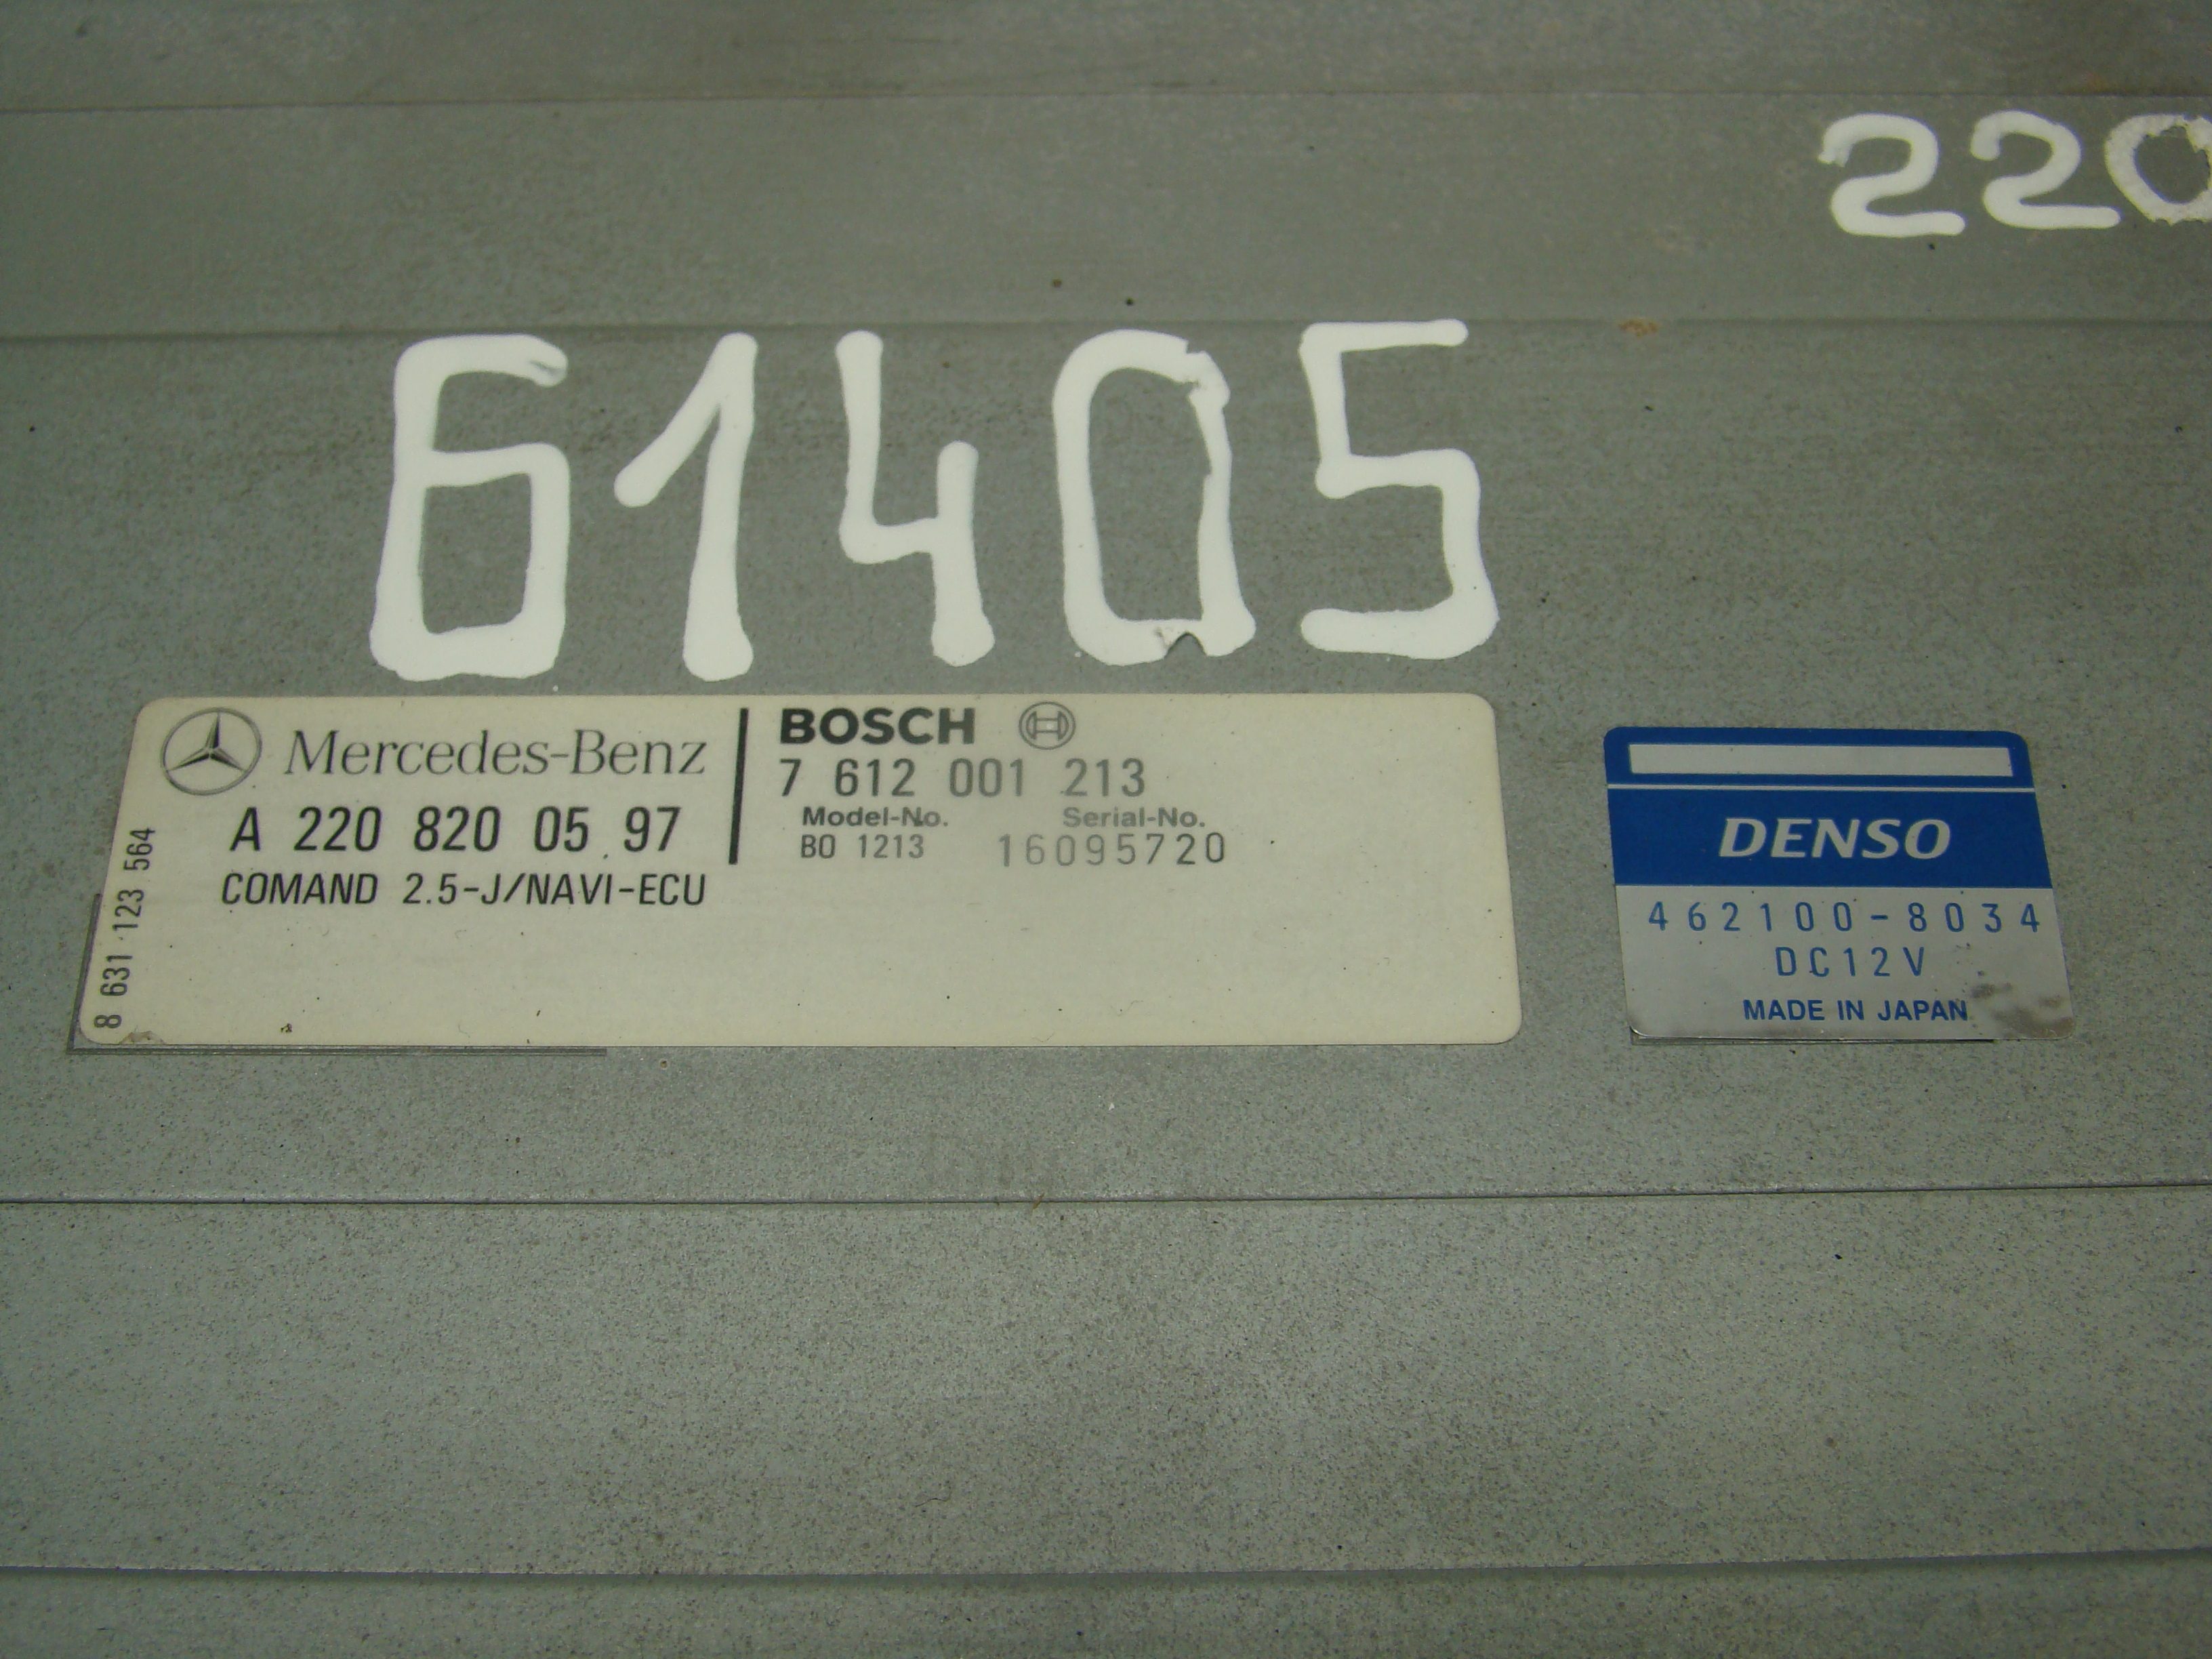 220
61405
Mercedes-Benz
A 220 820 05 97
COMAND 2.5-J/NAVI-ECU
8 631 123 564
BOSCH
7 612 001 213
Model-No. Serial-No.
BO 1213 16095720
DENSO
462100-8034
DC12V
MADE IN JAPAN